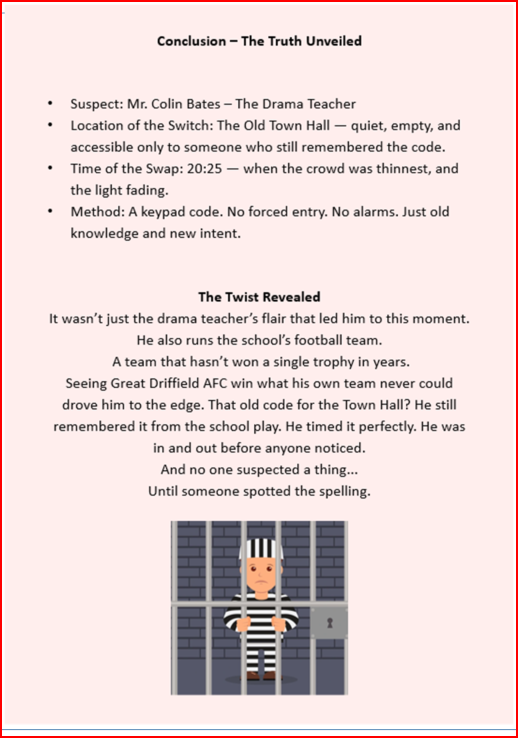 Conclusion – The Truth Unveiled
• Suspect: Mr. Colin Bates – The Drama Teacher
• Location of the Switch: The Old Town Hall — quiet, empty, and
accessible only to someone who still remembered the code.
• Time of the Swap: 20:25 — when the crowd was thinnest, and
the light fading.
• Method: A keypad code. No forced entry. No alarms. Just old
knowledge and new intent.
The Twist Revealed
It wasn’t just the drama teacher’s flair that led him to this moment.
He also runs the school’s football team.
A team that hasn’t won a single trophy in years.
Seeing Great Driffield AFC win what his own team never could
drove him to the edge. That old code for the Town Hall? He still
remembered it from the school play. He timed it perfectly. He was
in and out before anyone noticed.
And no one suspected a thing...
Until someone spotted the spelling.